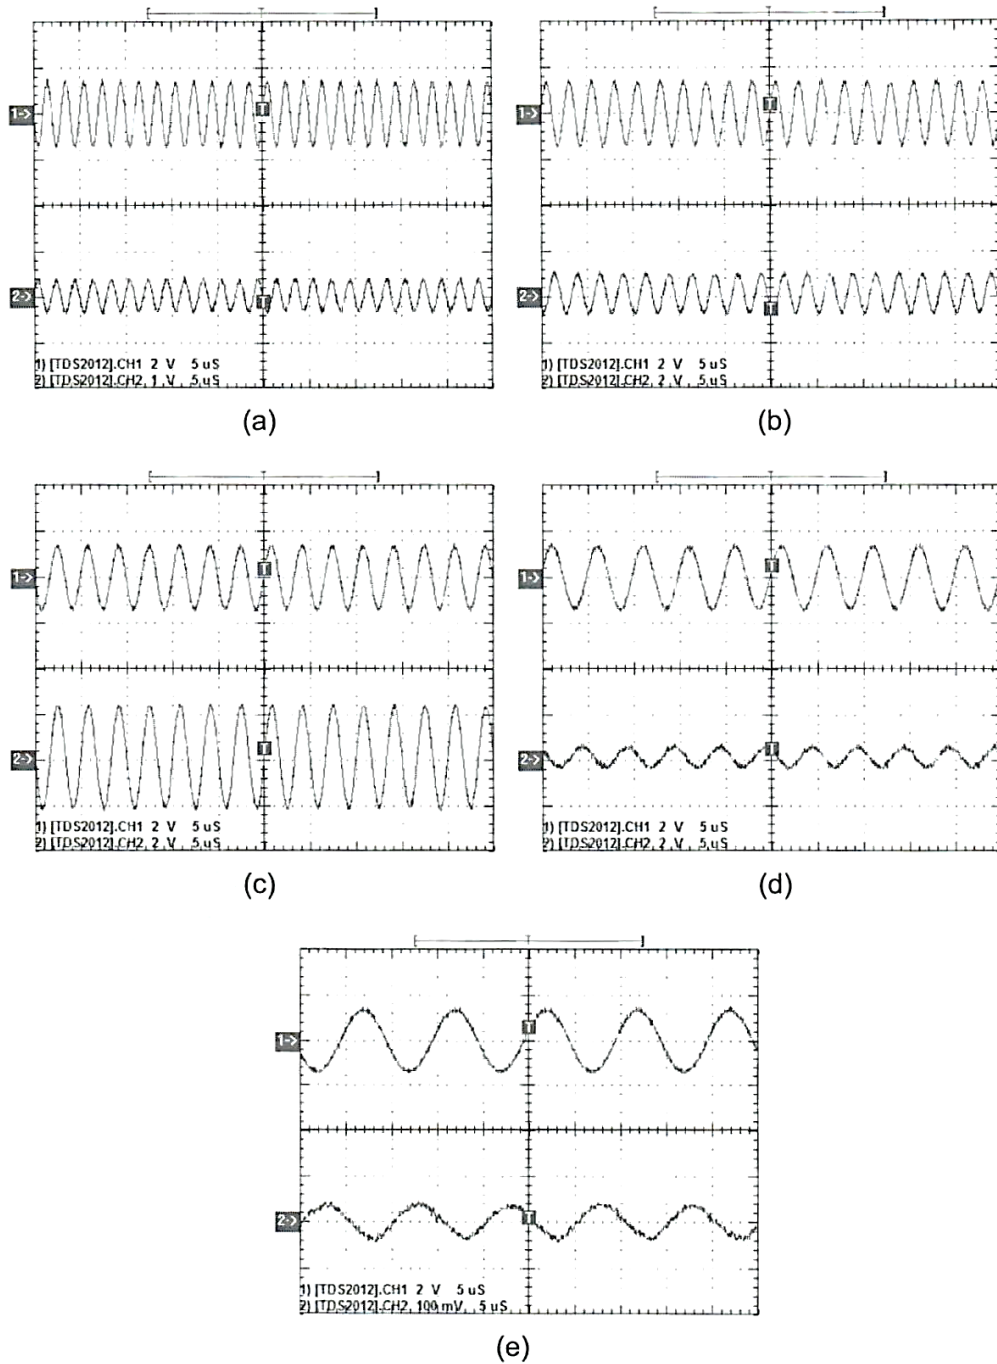 1->
T
2->
T
1) [TDS2012].CH1 2 V 5 uS
2) [TDS2012].CH2 1 V 5 uS
(a)
1->
T
2->
T
1) [TDS2012].CH1 2 V 5 uS
2) [TDS2012].CH2 2 V 5 uS
(b)
1->
T
2->
T
1) [TDS2012].CH1 2 V 5 uS
2) [TDS2012].CH2 2 V 5 uS
(c)
1->
T
2->
T
1) [TDS2012].CH1 2 V 5 uS
2) [TDS2012].CH2 2 V 5 uS
(d)
1->
T
2->
T
1) [TDS2012].CH1 2 V 5 uS
2) [TDS2012].CH2 100 mV 5 uS
(e)